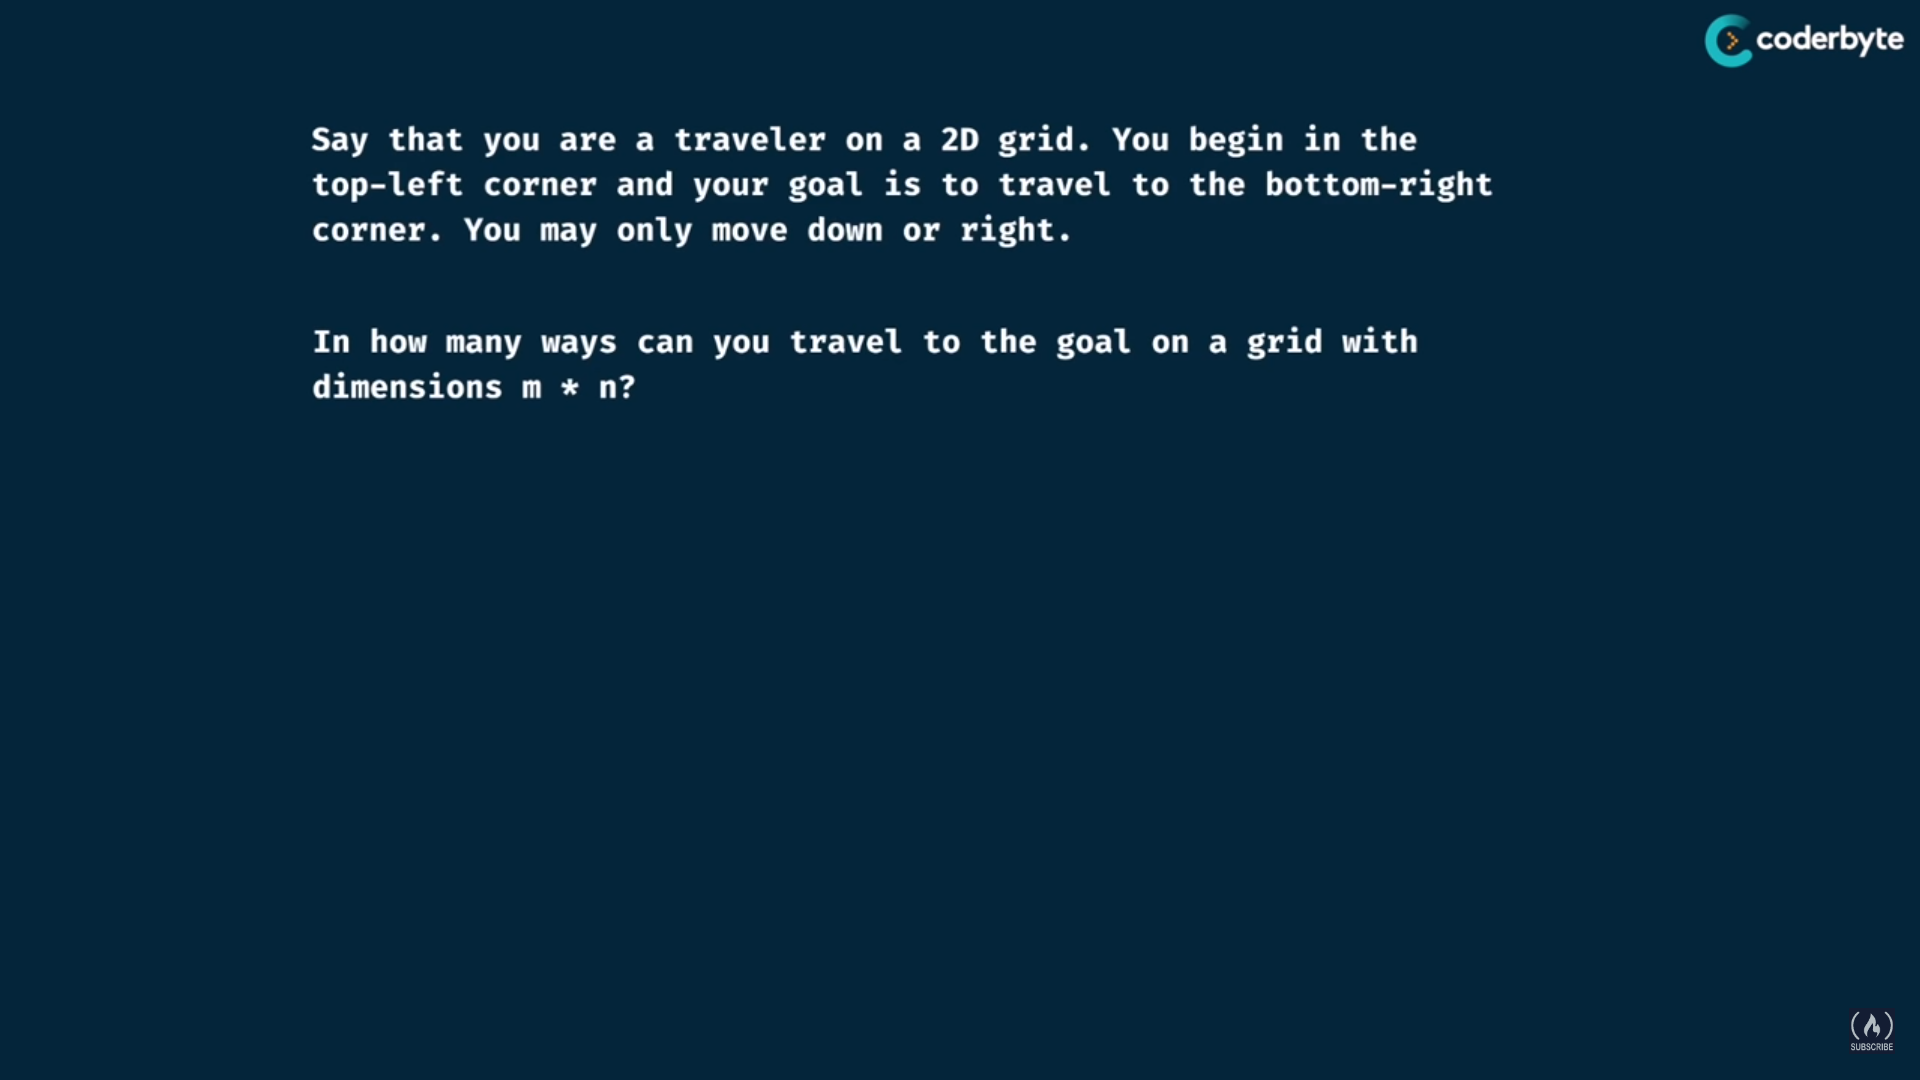 coderbyte
Say that you are a traveler on a 2D grid. You begin in the
top-left corner and your goal is to travel to the bottom-right
corner. You may only move down or right.
In how many ways can you travel to the goal on a grid with
dimensions m * n?
SUBSCRIBE